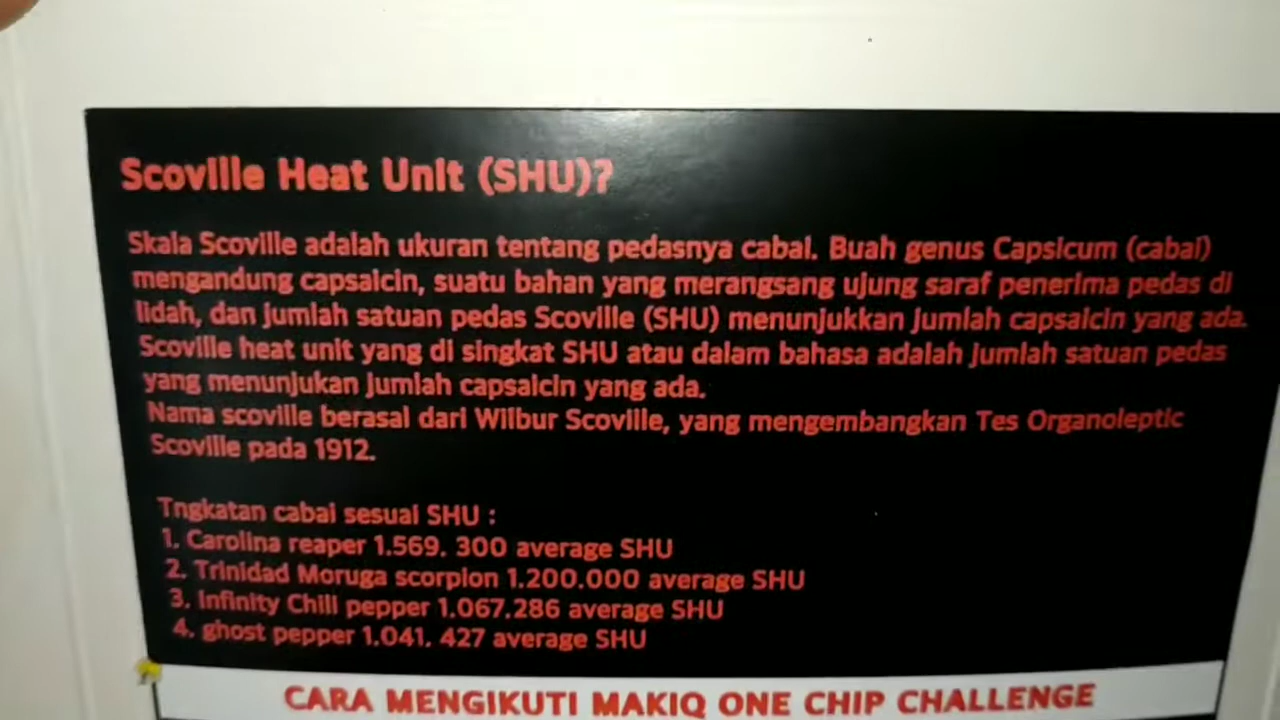 Scoville Heat Unit (SHU)?
Skala Scoville adalah ukuran tentang pedasnya cabai. Buah genus Capsicum (cabai)
mengandung capsaicin, suatu bahan yang merangsang ujung saraf penerima pedas di
lidah, dan jumlah satuan pedas Scoville (SHU) menunjukkan jumlah capsaicin yang ada.
Scoville heat unit yang di singkat SHU atau dalam bahasa adalah jumlah satuan pedas
yang menunjukan jumlah capsaicin yang ada.
Nama scoville berasal dari Wilbur Scoville, yang mengembangkan Tes Organoleptic
Scoville pada 1912.
Tngkatan cabai sesuai SHU :
1. Carolina reaper 1.569. 300 average SHU
2. Trinidad Moruga scorpion 1.200.000 average SHU
3. Infinity Chili pepper 1.067.286 average SHU
4. ghost pepper 1.041. 427 average SHU
CARA MENGIKUTI MAKIQ ONE CHIP CHALLENGE